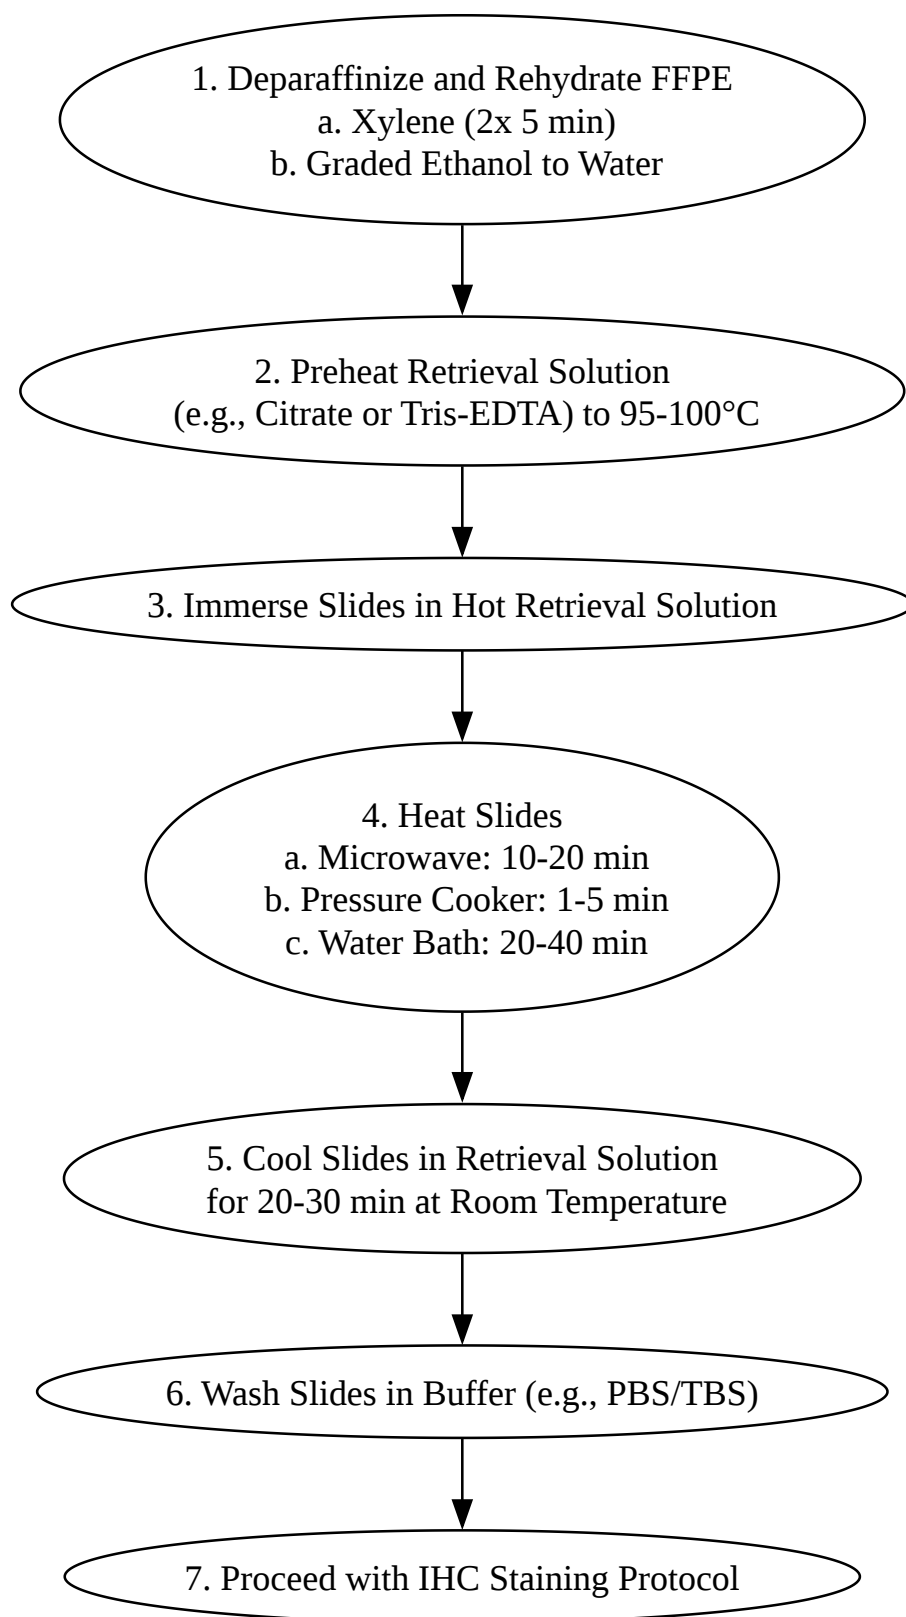 1. Deparaffinize and Rehydrate FFPE
a. Xylene (2x 5 min)
b. Graded Ethanol to Water
2. Preheat Retrieval Solution
(e.g., Citrate or Tris-EDTA) to 95-100°C
3. Immerse Slides in Hot Retrieval Solution
4. Heat Slides
a. Microwave: 10-20 min
b. Pressure Cooker: 1-5 min
c. Water Bath: 20-40 min
5. Cool Slides in Retrieval Solution
for 20-30 min at Room Temperature
6. Wash Slides in Buffer (e.g., PBS/TBS)
7. Proceed with IHC Staining Protocol